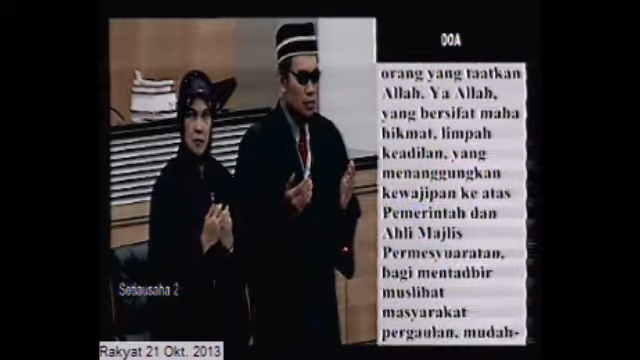 DOA
orang yang taatkan
Allah. Ya Allah,
yang bersifat maha
hikmat, limpah
keadilan, yang
menanggungkan
kewajipan ke atas
Pemerintah dan
Ahli Majlis
Permesyuaratan,
bagi mentadbir
muslihat
masyarakat
pergaulan, mudah-
Setiausaha 2
Rakyat 21 Okt. 2013